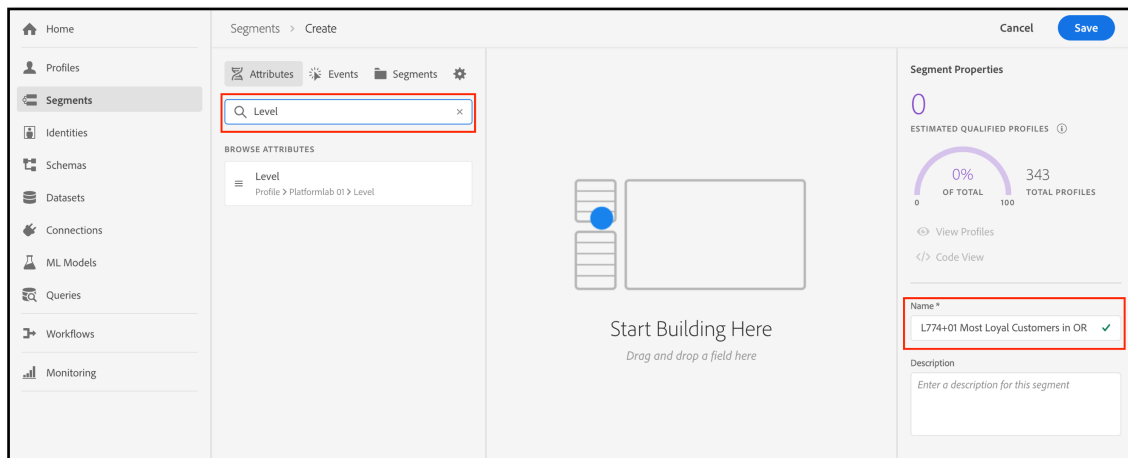 Home
Profiles
Segments
Identities
Schemas
Datasets
Connections
ML Models
Queries
Workflows
Monitoring
Segments > Create
Cancel
Save
Attributes
Events
Segments
Level
×
BROWSE ATTRIBUTES
Level
Profile > Platformlab 01 > Level
Start Building Here
Drag and drop a field here
Segment Properties
0
ESTIMATED QUALIFIED PROFILES
0%
OF TOTAL
0
100
343
TOTAL PROFILES
View Profiles
</> Code View
Name *
L774+01 Most Loyal Customers in OR
Description
Enter a description for this segment